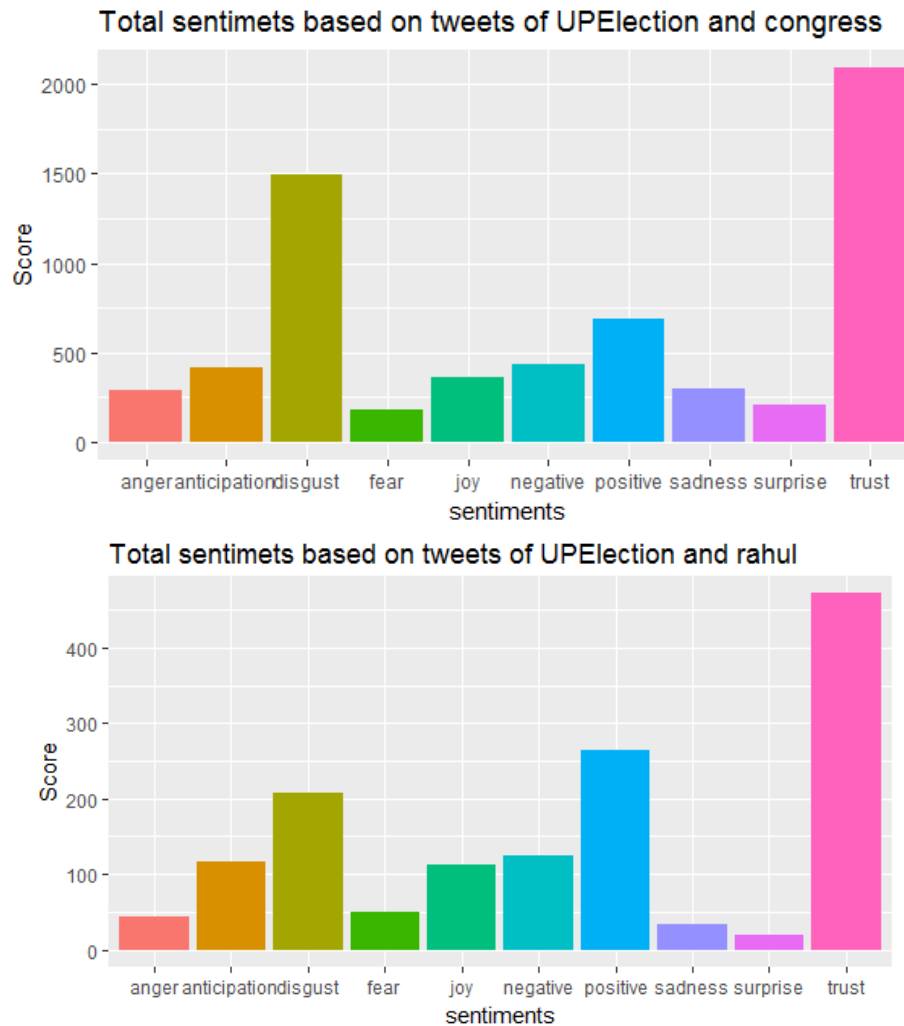 Total sentimets based on tweets of UPElection and congress
2000
1500
1000
500
0
Score
anger anticipation disgust fear joy negative positive sadness surprise trust
sentiments
Total sentimets based on tweets of UPElection and rahul
400
300
200
100
0
Score
anger anticipation disgust fear joy negative positive sadness surprise trust
sentiments